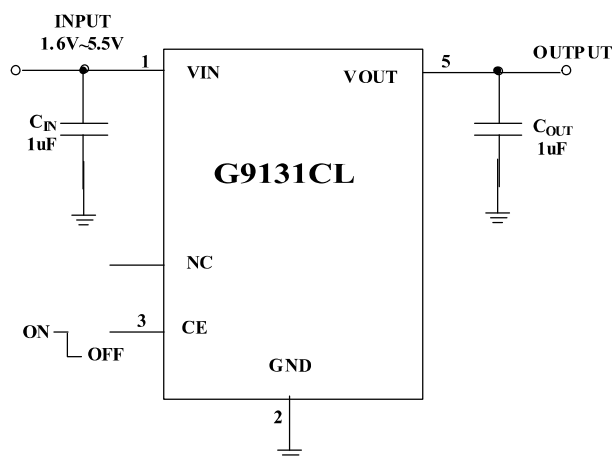 INPUT
1.6V~5.5V
1
VIN
VOUT
5
OUTPUT
CIN
1uF
COUT
1uF
G9131CL
NC
ON
OFF
3
CE
GND
2